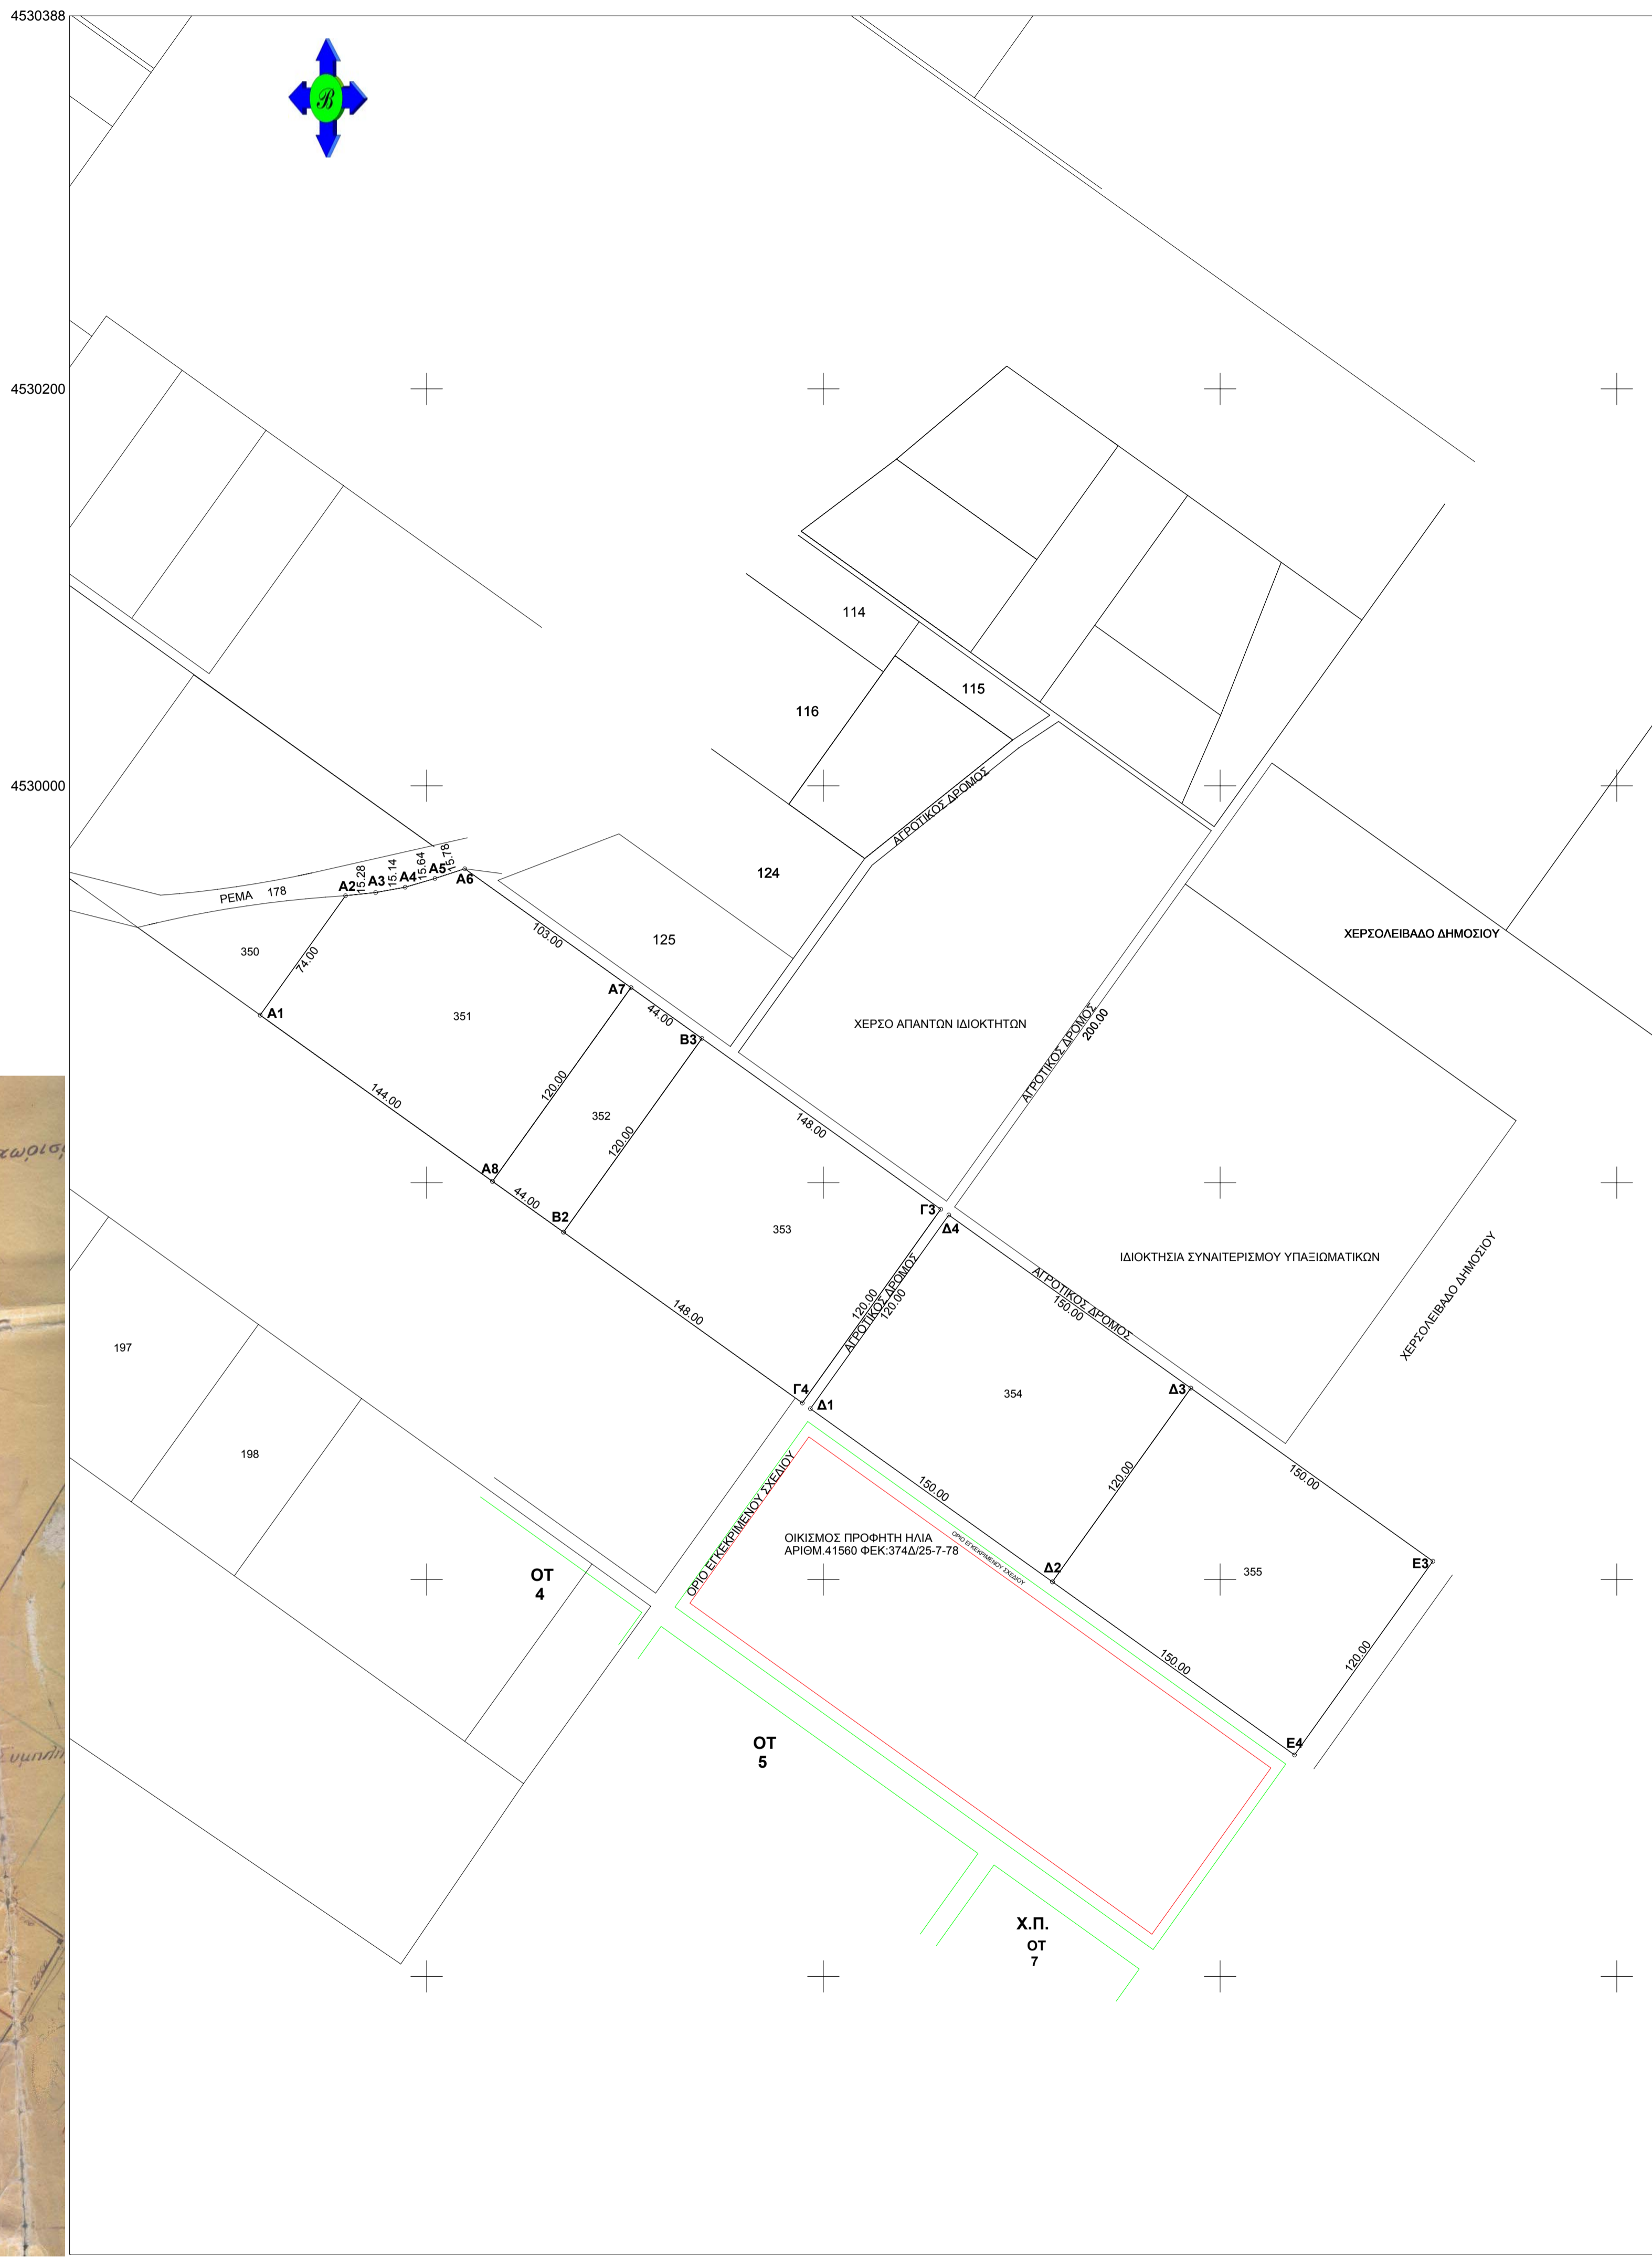 4530388
B
4530200
114
115
116
4530000
ΑΓΡΟΤΙΚΟΣ ΔΡΟΜΟΣ
15.78
15.64
15.14
15.28
Α5
Α6
Α4
Α3
Α2
ΡΕΜΑ 178
124
103.00
125
ΧΕΡΣΟΛΕΙΒΑΔΟ ΔΗΜΟΣΙΟΥ
350
74.00
Α7
Α1
351
44.00
ΧΕΡΣΟ ΑΠΑΝΤΩΝ ΙΔΙΟΚΤΗΤΩΝ
ΑΓΡΟΤΙΚΟΣ ΔΡΟΜΟΣ
200.00
Β3
144.00
120.00
352
120.00
148.00
Α8
44.00
Β2
Γ3
Δ4
353
ΙΔΙΟΚΤΗΣΙΑ ΣΥΝΑΙΤΕΡΙΣΜΟΥ ΥΠΑΞΙΩΜΑΤΙΚΩΝ
ΧΕΡΣΟΛΕΙΒΑΔΟ ΔΗΜΟΣΙΟΥ
ΑΓΡΟΤΙΚΟΣ ΔΡΟΜΟΣ
150.00
120.00
ΑΓΡΟΤΙΚΟΣ ΔΡΟΜΟΣ
120.00
148.00
197
Γ4
Δ1
354
Δ3
198
150.00
120.00
150.00
ΟΡΙΟ ΕΓΚΕΚΡΙΜΕΝΟΥ ΣΧΕΔΙΟΥ
ΟΙΚΙΣΜΟΣ ΠΡΟΦΗΤΗ ΗΛΙΑ
ΑΡΙΘΜ.41560 ΦΕΚ:374Δ/25-7-78
ΟΡΙΟ ΕΓΚΕΚΡΙΜΕΝΟΥ ΣΧΕΔΙΟΥ
Δ2
355
Ε3
ΟΤ
4
150.00
120.00
Ε4
ΟΤ
5
Χ.Π.
ΟΤ
7